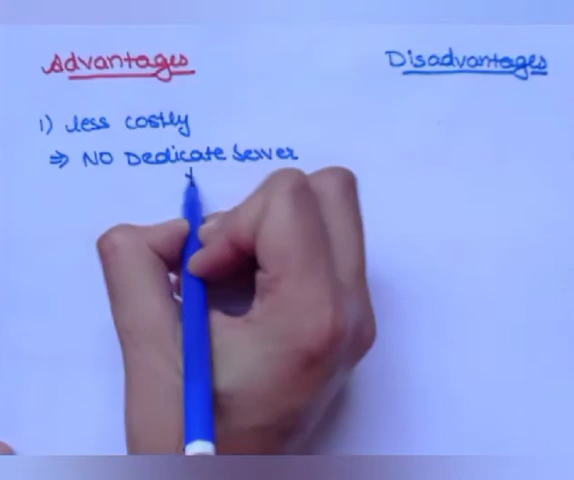 Advantages
Disadvantages
1) less costly
⇒ NO Dedicate Server